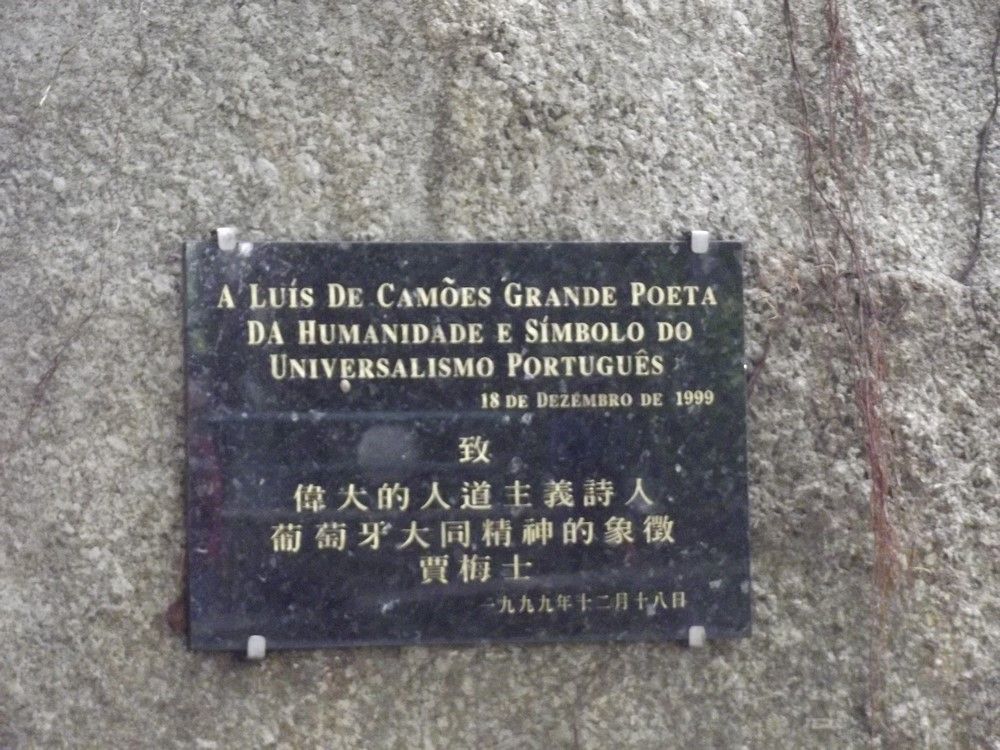 A LUÍS DE CAMÕES GRANDE POETA
DA HUMANIDADE E SÍMBOLO DO
UNIVERSALISMO PORTUGUÊS
18 DE DEZEMBRO DE 1999
致
偉大的人道主義詩人
葡萄牙大同精神的象徵
賈梅士
一九九九年十二月十八日